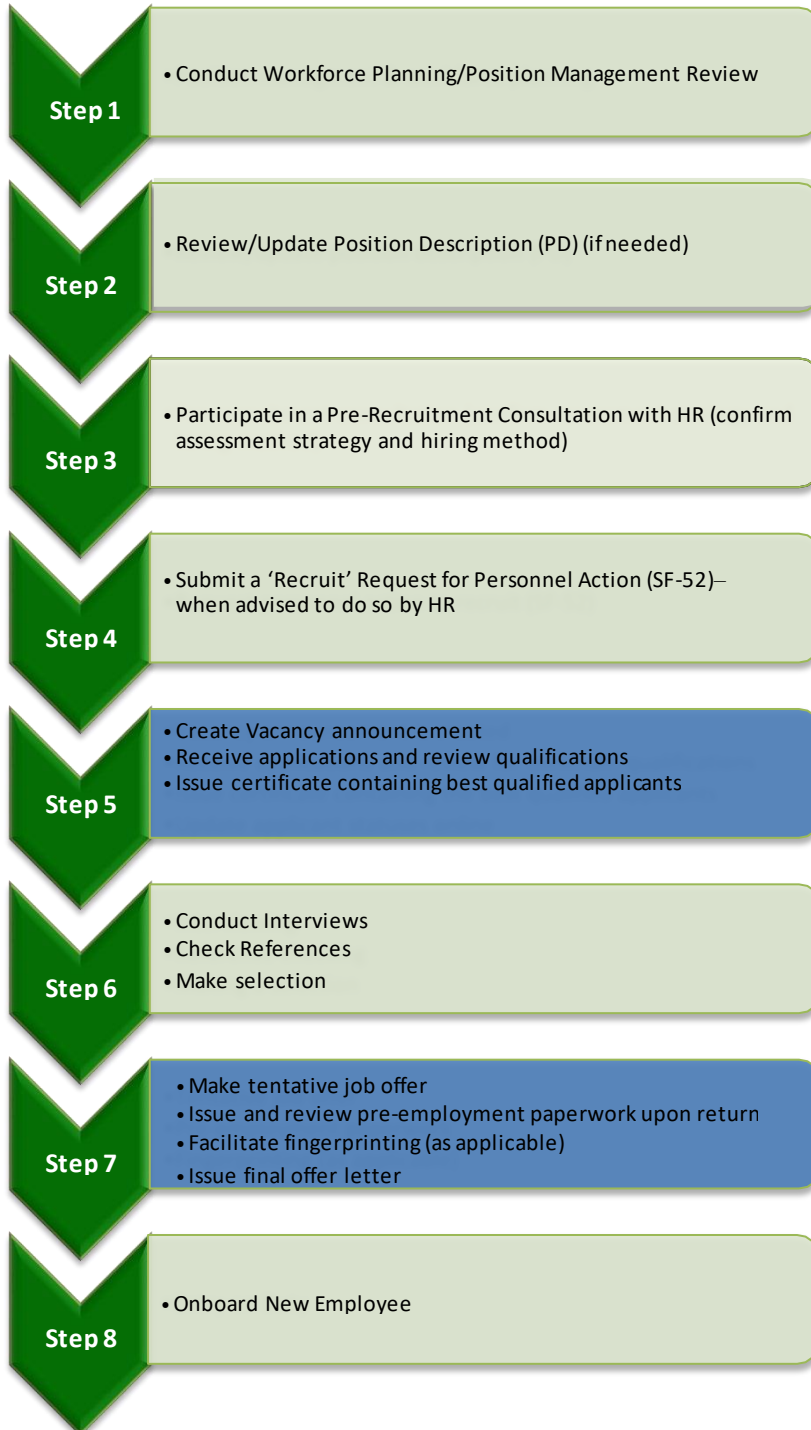 Step 1
• Conduct Workforce Planning/Position Management Review
Step 2
• Review/Update Position Description (PD) (if needed)
Step 3
• Participate in a Pre-Recruitment Consultation with HR (confirm
assessment strategy and hiring method)
Step 4
• Submit a ‘Recruit’ Request for Personnel Action (SF-52)–
when advised to do so by HR
Step 5
• Create Vacancy announcement
• Receive applications and review qualifications
• Issue certificate containing best qualified applicants
Step 6
• Conduct Interviews
• Check References
• Make selection
Step 7
• Make tentative job offer
• Issue and review pre-employment paperwork upon return
• Facilitate fingerprinting (as applicable)
• Issue final offer letter
Step 8
• Onboard New Employee